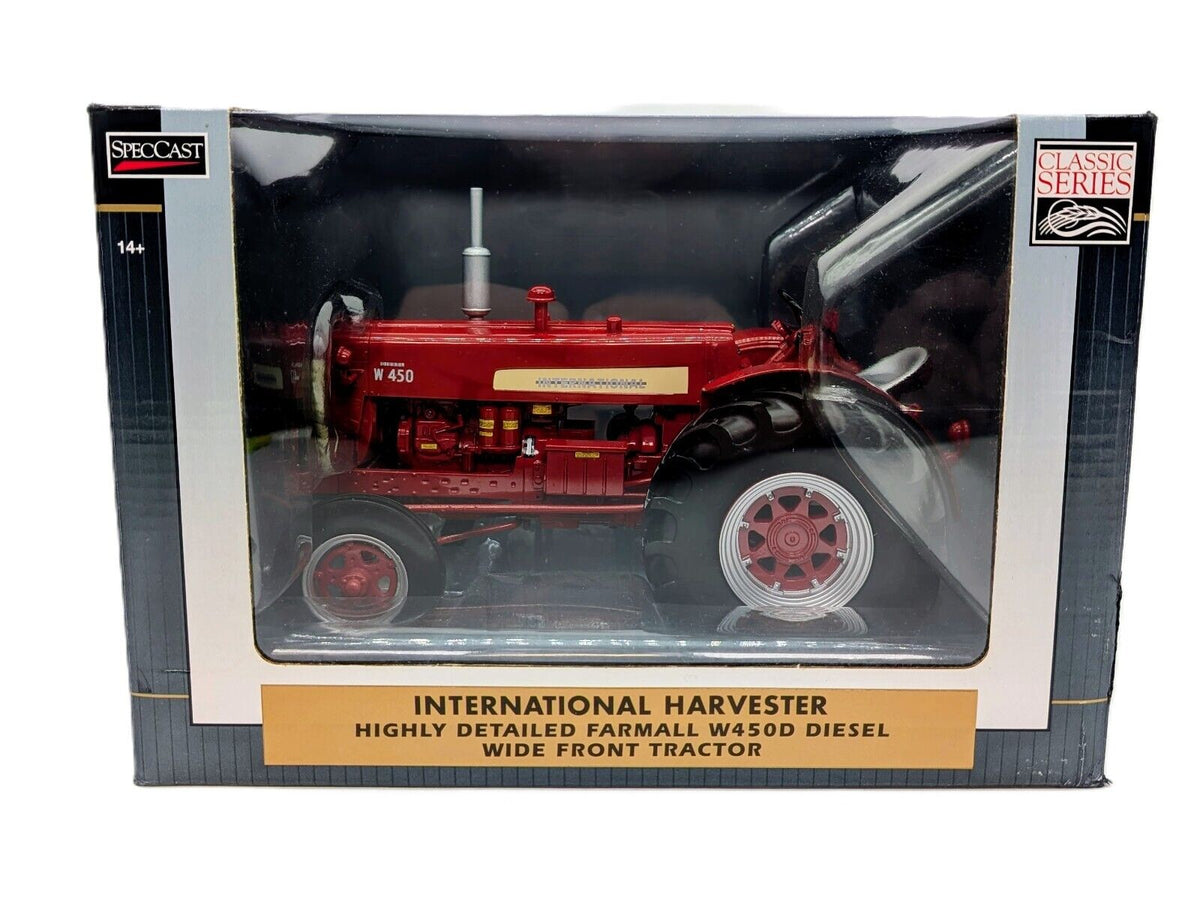 SPECCAST
CLASSIC
SERIES
14+
W 450
INTERNATIONAL
INTERNATIONAL HARVESTER
HIGHLY DETAILED FARMALL W450D DIESEL
WIDE FRONT TRACTOR